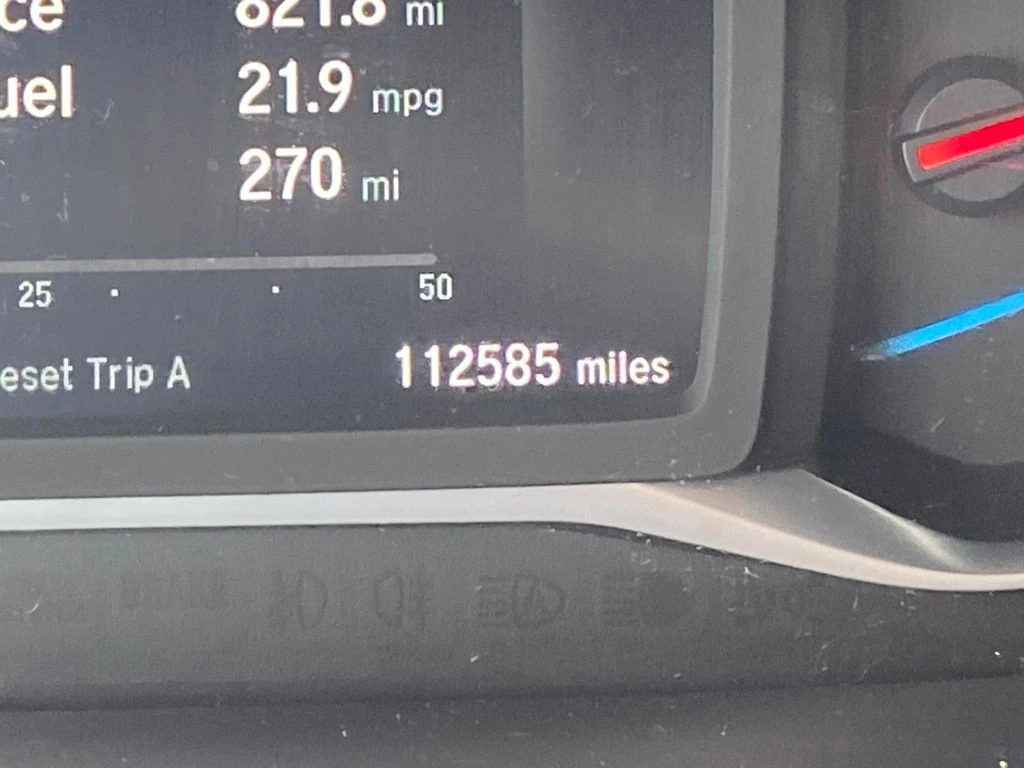 ce 821.8 mi
uel 21.9 mpg
270 mi
25 50
eset Trip A 112585 miles